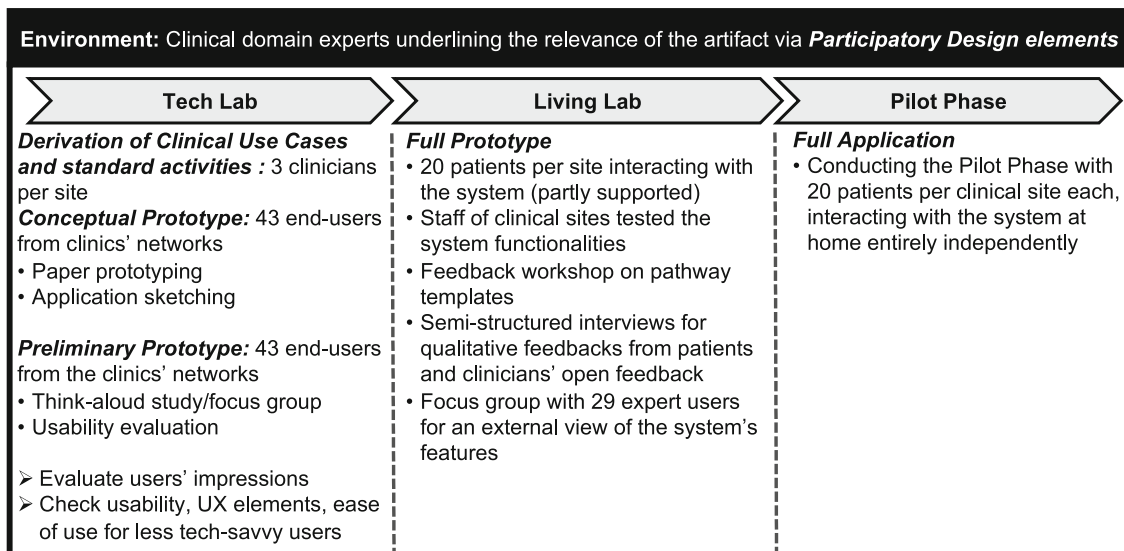 Environment: Clinical domain experts underlining the relevance of the artifact via Participatory Design elements
Tech Lab
Derivation of Clinical Use Cases
and standard activities : 3 clinicians
per site
Conceptual Prototype: 43 end-users
from clinics’ networks
• Paper prototyping
• Application sketching
Preliminary Prototype: 43 end-users
from the clinics’ networks
• Think-aloud study/focus group
• Usability evaluation
➢ Evaluate users’ impressions
➢ Check usability, UX elements, ease
of use for less tech-savvy users
Living Lab
Full Prototype
• 20 patients per site interacting with
the system (partly supported)
• Staff of clinical sites tested the
system functionalities
• Feedback workshop on pathway
templates
• Semi-structured interviews for
qualitative feedbacks from patients
and clinicians’ open feedback
• Focus group with 29 expert users
for an external view of the system’s
features
Pilot Phase
Full Application
• Conducting the Pilot Phase with
20 patients per clinical site each,
interacting with the system at
home entirely independently